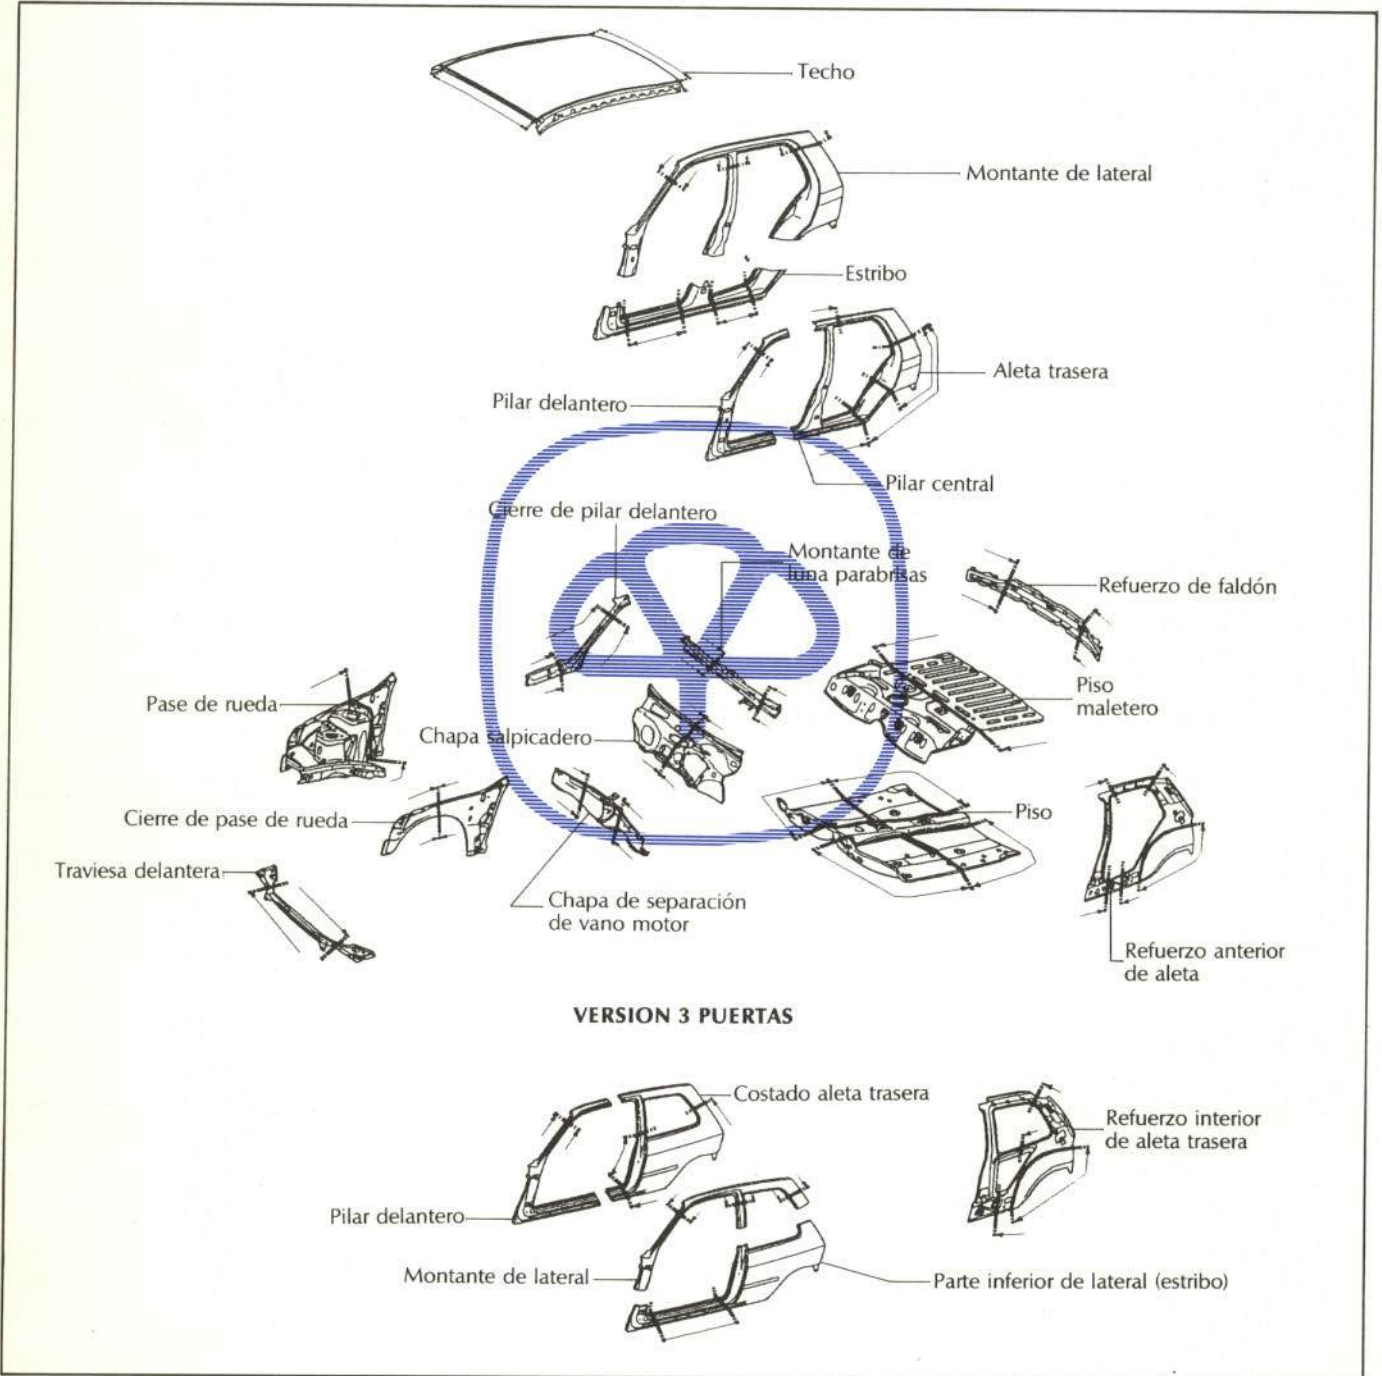 Techo
Montante de lateral
Estribo
Aleta trasera
Pilar delantero
Pilar central
Cierre de pilar delantero
Montante de
luna parabrisas
Refuerzo de faldón
Pase de rueda
Piso
maletero
Chapa salpicadero
Cierre de pase de rueda
Piso
Traviesa delantera
Chapa de separación
de vano motor
Refuerzo anterior
de aleta
VERSION 3 PUERTAS
Costado aleta trasera
Refuerzo interior
de aleta trasera
Pilar delantero
Montante de lateral
Parte inferior de lateral (estribo)